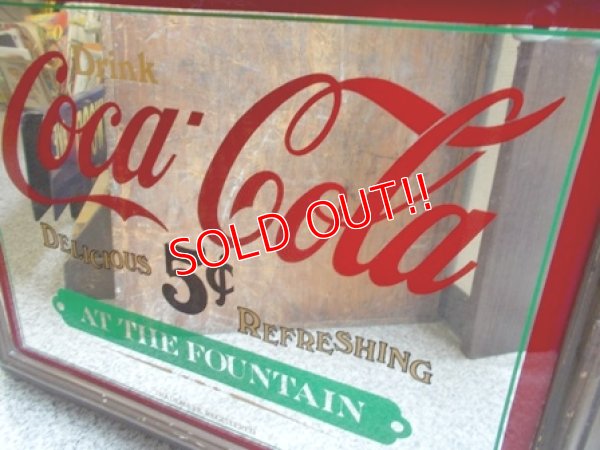 Drink
Coca-Cola
SOLD OUT!!
DELICIOUS 5¢ REFRESHING
AT THE FOUNTAIN